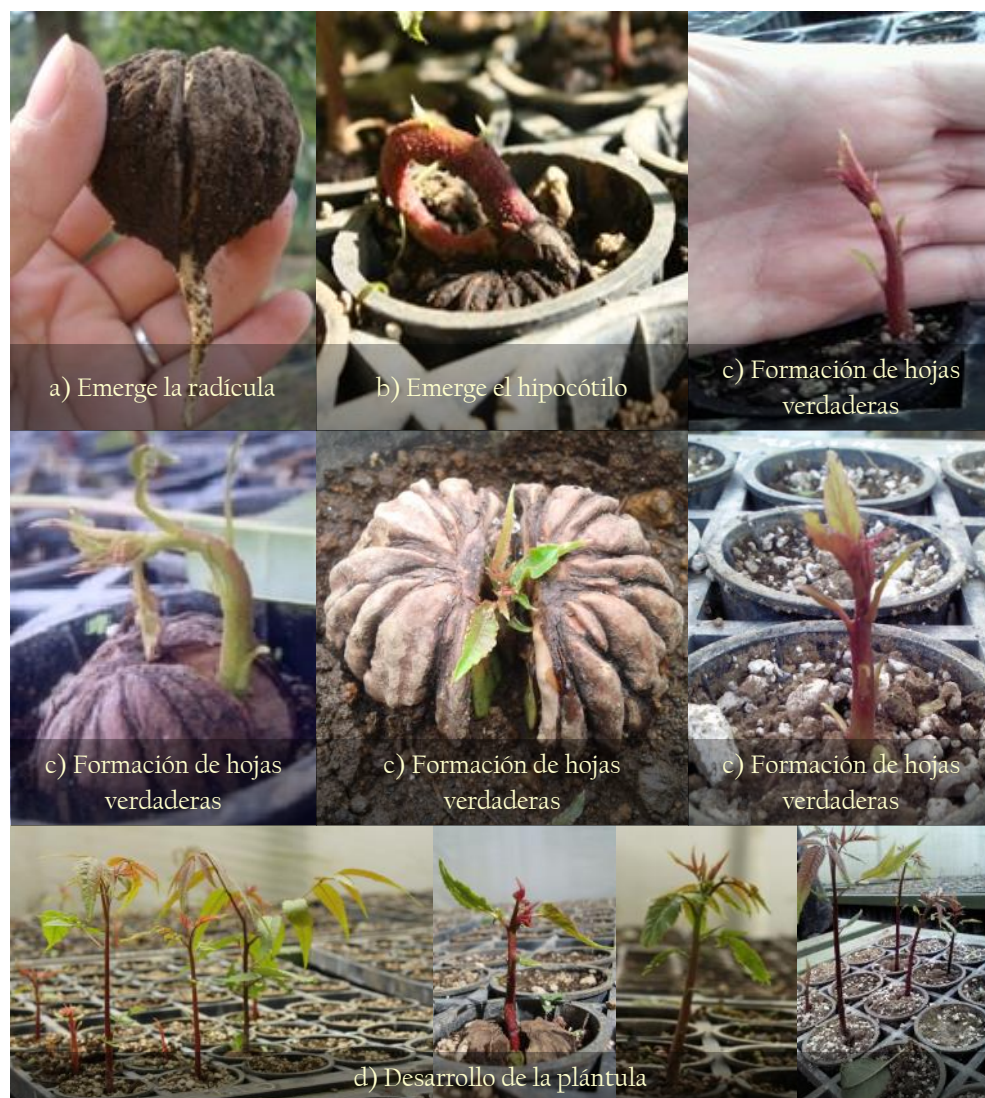 a) Emerge la radícula
b) Emerge el hipocótilo
c) Formación de hojas
verdaderas
c) Formación de hojas
verdaderas
c) Formación de hojas
verdaderas
c) Formación de hojas
verdaderas
d) Desarrollo de la plántula